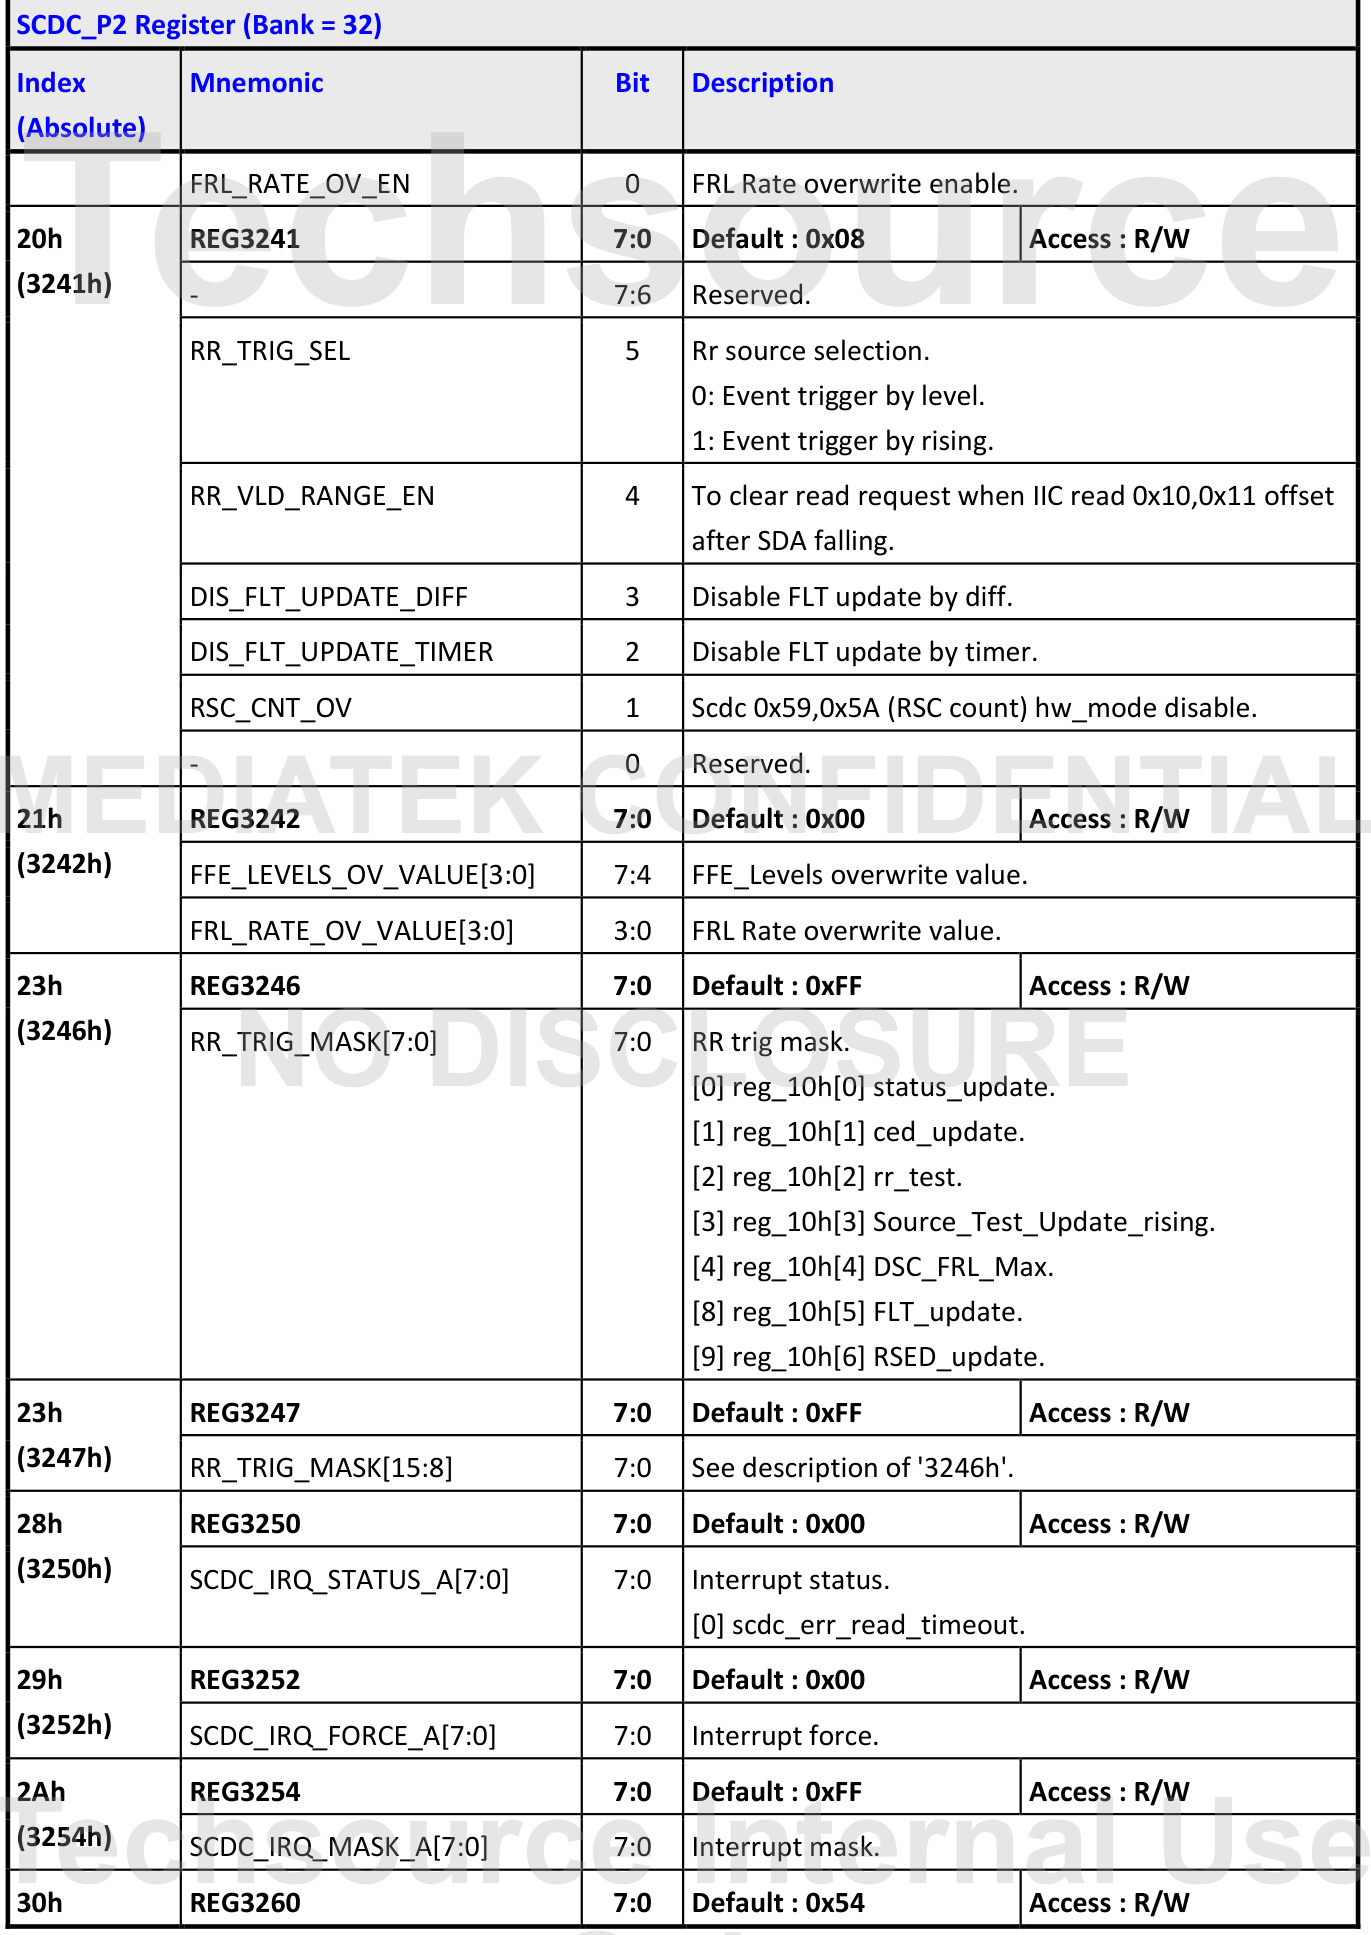 SCDC_P2 Register (Bank = 32)
Index (Absolute) Mnemonic Bit Description
FRL_RATE_OV_EN 0 FRL Rate overwrite enable.
20h (3241h) REG3241 7:0 Default : 0x08 Access : R/W
- 7:6 Reserved.
RR_TRIG_SEL 5 Rr source selection.
0: Event trigger by level.
1: Event trigger by rising.
RR_VLD_RANGE_EN 4 To clear read request when IIC read 0x10,0x11 offset
after SDA falling.
DIS_FLT_UPDATE_DIFF 3 Disable FLT update by diff.
DIS_FLT_UPDATE_TIMER 2 Disable FLT update by timer.
RSC_CNT_OV 1 Scdc 0x59,0x5A (RSC count) hw_mode disable.
- 0 Reserved.
21h (3242h) REG3242 7:0 Default : 0x00 Access : R/W
FFE_LEVELS_OV_VALUE[3:0] 7:4 FFE_Levels overwrite value.
FRL_RATE_OV_VALUE[3:0] 3:0 FRL Rate overwrite value.
23h (3246h) REG3246 7:0 Default : 0xFF Access : R/W
RR_TRIG_MASK[7:0] 7:0 RR trig mask.
[0] reg_10h[0] status_update.
[1] reg_10h[1] ced_update.
[2] reg_10h[2] rr_test.
[3] reg_10h[3] Source_Test_Update_rising.
[4] reg_10h[4] DSC_FRL_Max.
[8] reg_10h[5] FLT_update.
[9] reg_10h[6] RSED_update.
23h (3247h) REG3247 7:0 Default : 0xFF Access : R/W
RR_TRIG_MASK[15:8] 7:0 See description of '3246h'.
28h (3250h) REG3250 7:0 Default : 0x00 Access : R/W
SCDC_IRQ_STATUS_A[7:0] 7:0 Interrupt status.
[0] scdc_err_read_timeout.
29h (3252h) REG3252 7:0 Default : 0x00 Access : R/W
SCDC_IRQ_FORCE_A[7:0] 7:0 Interrupt force.
2Ah (3254h) REG3254 7:0 Default : 0xFF Access : R/W
SCDC_IRQ_MASK_A[7:0] 7:0 Interrupt mask.
30h REG3260 7:0 Default : 0x54 Access : R/W
Techsource
MEDIATEK CONFIDENTIAL
NO DISCLOSURE
Techsource Internal Use